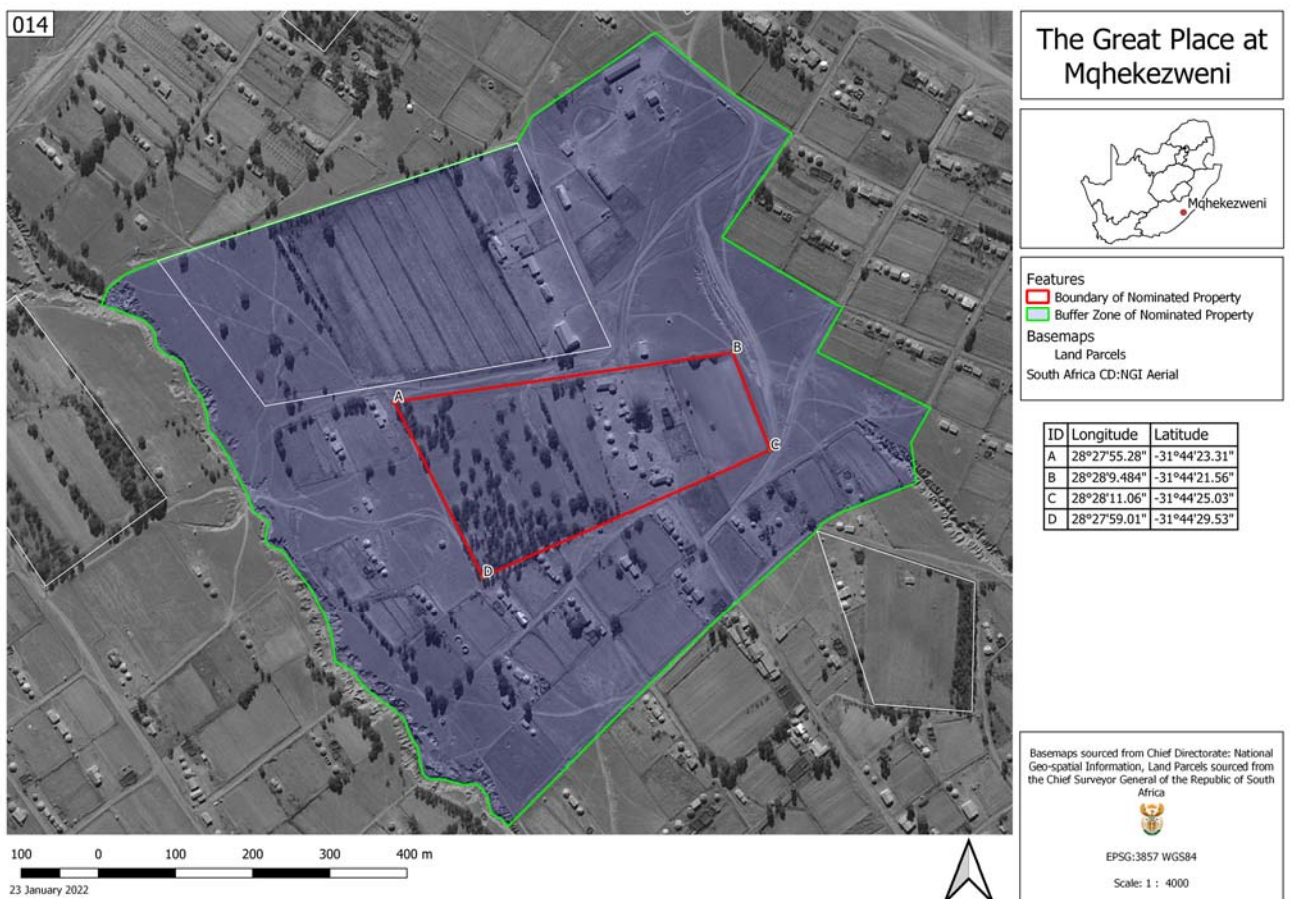 014
A
B
C
D
100 0 100 200 300 400 m
23 January 2022
The Great Place at
Mqhekezweni
Mqhekezweni
Features
Boundary of Nominated Property
Buffer Zone of Nominated Property
Basemaps
Land Parcels
South Africa CD:NGI Aerial
ID Longitude Latitude
A 28°27'55.28" -31°44'23.31"
B 28°28'9.484" -31°44'21.56"
C 28°28'11.06" -31°44'25.03"
D 28°27'59.01" -31°44'29.53"
Basemaps sourced from Chief Directorate: National
Geo-spatial Information, Land Parcels sourced from
the Chief Surveyor General of the Republic of South
Africa
EPSG:3857 WGS84
Scale: 1 : 4000